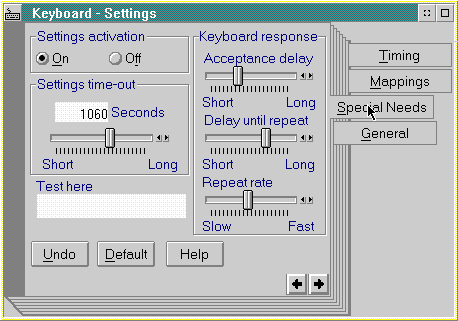 Keyboard - Settings
Settings activation
On Off
Settings time-out
1060 Seconds
Short Long
Test here
Undo Default Help
Keyboard response
Acceptance delay
Short Long
Delay until repeat
Short Long
Repeat rate
Slow Fast
Timing
Mappings
Special Needs
General